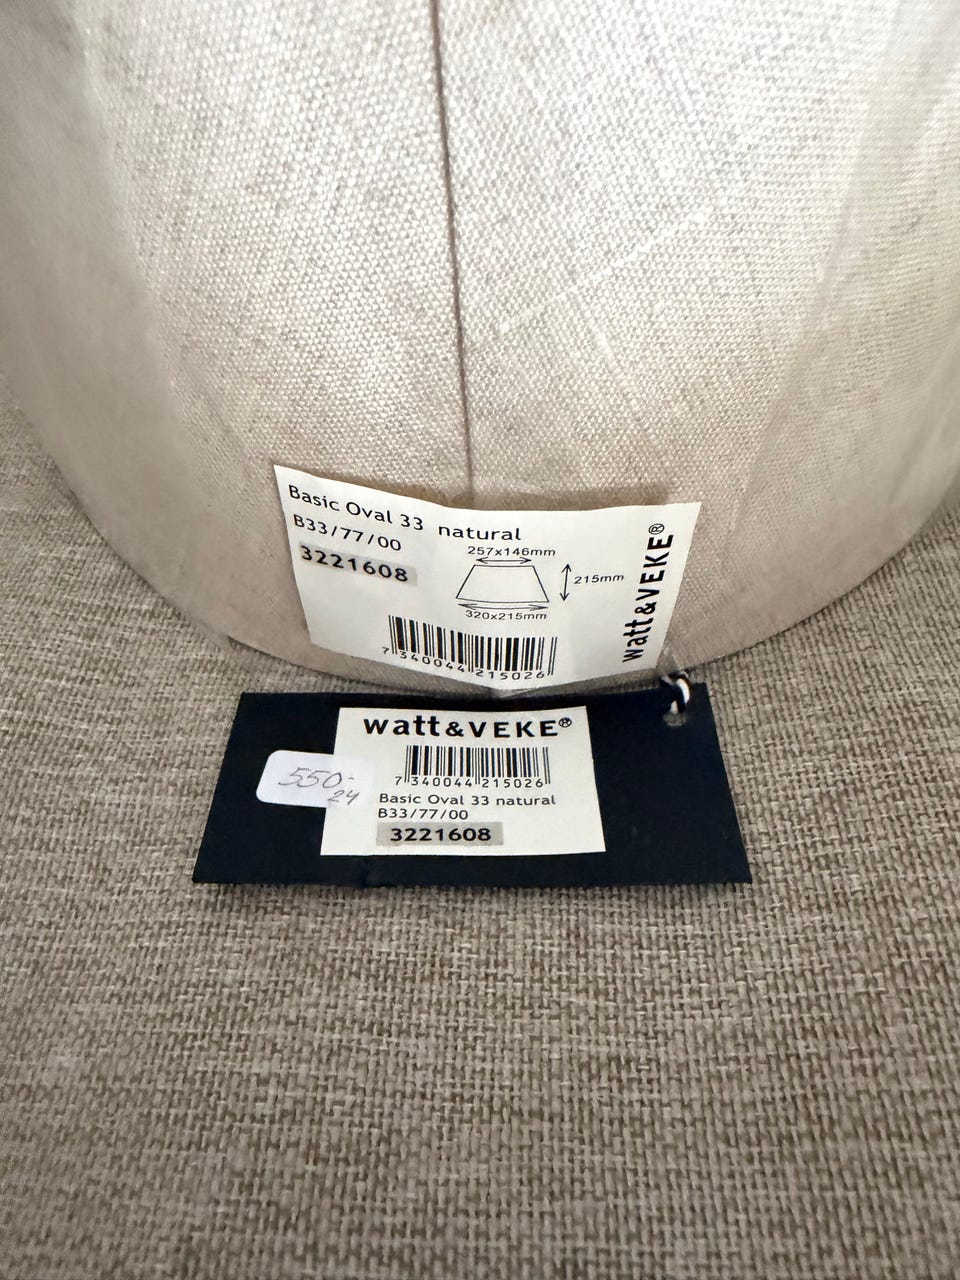 Basic Oval 33 natural
B33/77/00
3221608
257x146mm
215mm
320x215mm
7 340044 215026
watt&VEKE®
watt&VEKE®
7 340044 215026
Basic Oval 33 natural
B33/77/00
3221608
550:-
24